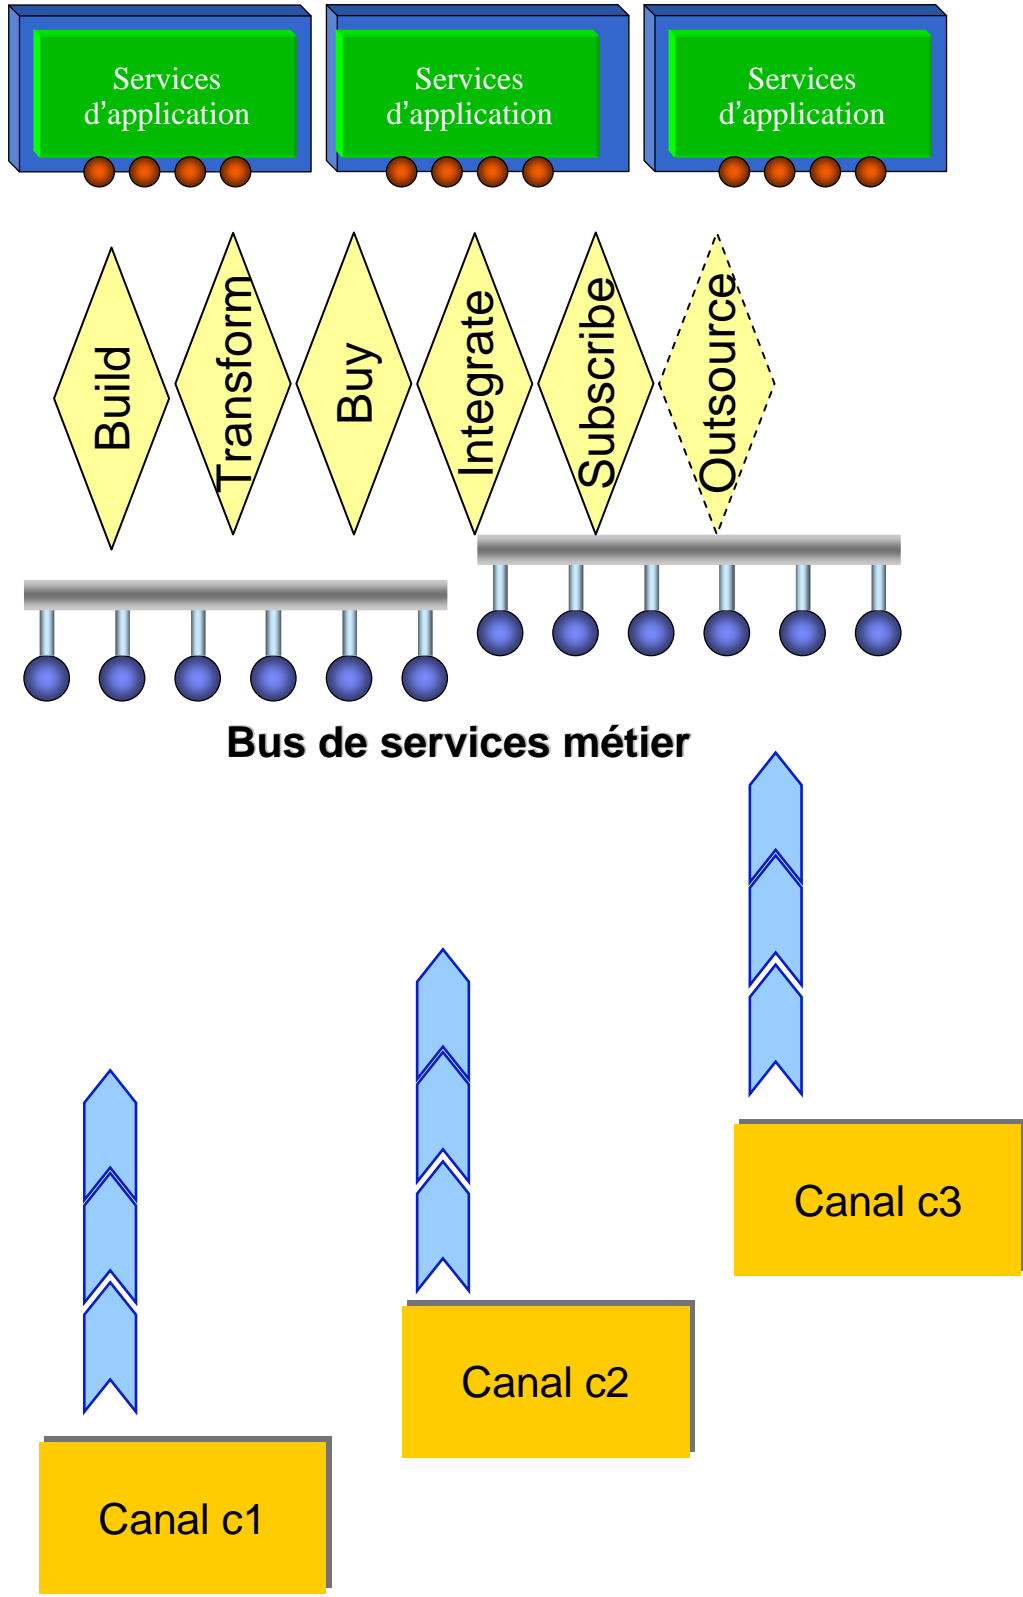 Services
d’application
Services
d’application
Services
d’application
Build
Transform
Buy
Integrate
Subscribe
Outsource
Bus de services métier
Canal c3
Canal c2
Canal c1